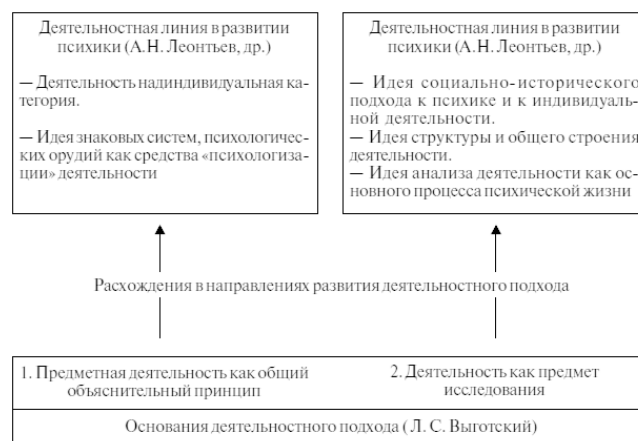 Деятельностная линия в развитии
психики (А.Н. Леонтьев, др.)
— Деятельность надиндивидуальная ка-
тегория.
— Идея знаковых систем, психологичес-
ких орудий как средства «психологиза-
ции» деятельности
Деятельностная линия в развитии
психики (А.Н. Леонтьев, др.)
— Идея социально-исторического
подхода к психике и к индивидуаль-
ной деятельности.
— Идея структуры и общего строения
деятельности.
— Идея анализа деятельности как ос-
новного процесса психической жизни
Расхождения в направлениях развития деятельностного подхода
1. Предметная деятельность как общий
объяснительный принцип
2. Деятельность как предмет
исследования
Основания деятельностного подхода (Л. С. Выготский)